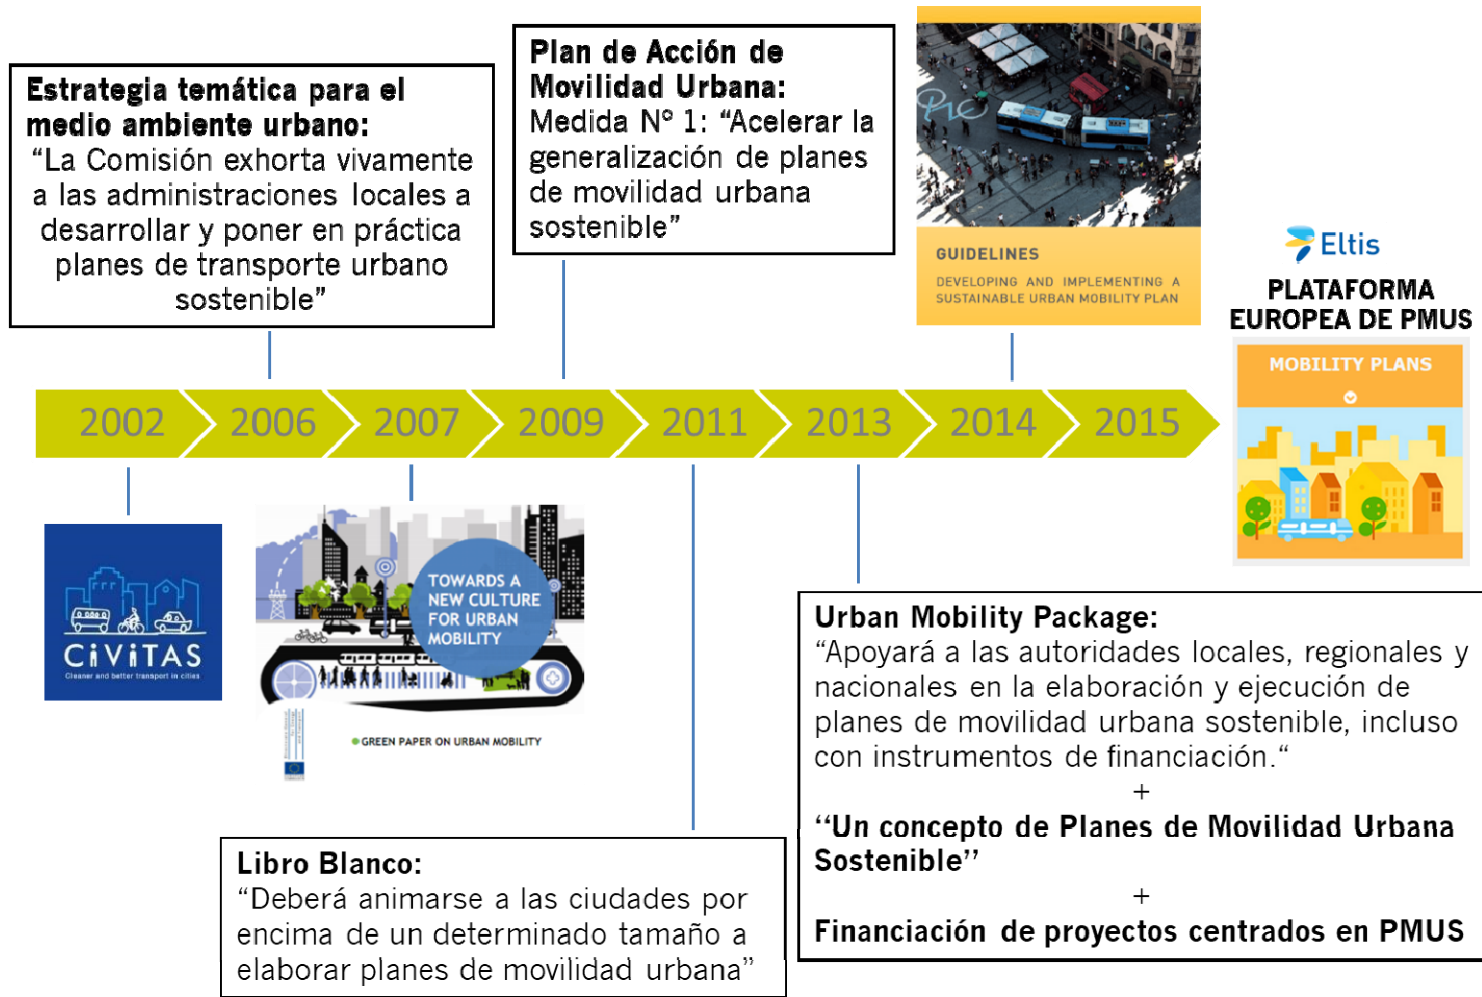 Estrategia temática para el
medio ambiente urbano:
“La Comisión exhorta vivamente
a las administraciones locales a
desarrollar y poner en práctica
planes de transporte urbano
sostenible”
Plan de Acción de
Movilidad Urbana:
Medida Nº 1: “Acelerar la
generalización de planes
de movilidad urbana
sostenible”
GUIDELINES
DEVELOPING AND IMPLEMENTING A
SUSTAINABLE URBAN MOBILITY PLAN
Eltis
PLATAFORMA
EUROPEA DE PMUS
MOBILITY PLANS
2002 2006 2007 2009 2011 2013 2014 2015
CiViTAS
Cleaner and better transport in cities
TOWARDS A
NEW CULTURE
FOR URBAN
MOBILITY
GREEN PAPER ON URBAN MOBILITY
Libro Blanco:
“Deberá animarse a las ciudades por
encima de un determinado tamaño a
elaborar planes de movilidad urbana”
Urban Mobility Package:
“Apoyará a las autoridades locales, regionales y
nacionales en la elaboración y ejecución de
planes de movilidad urbana sostenible, incluso
con instrumentos de financiación.“
+
“Un concepto de Planes de Movilidad Urbana
Sostenible”
+
Financiación de proyectos centrados en PMUS